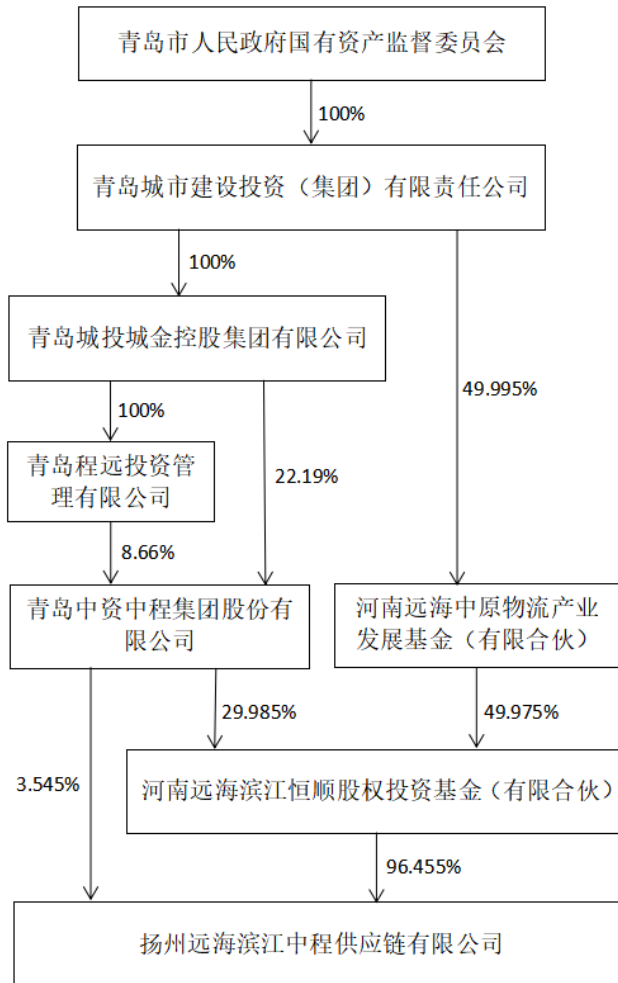 青岛市人民政府国有资产监督委员会
100%
青岛城市建设投资（集团）有限责任公司
100%
青岛城投城金控股集团有限公司
49.995%
100%
青岛程远投资管
理有限公司
22.19%
8.66%
青岛中资中程集团股份有
限公司
河南远海中原物流产业
发展基金（有限合伙）
29.985%
49.975%
3.545%
河南远海滨江恒顺股权投资基金（有限合伙）
96.455%
扬州远海滨江中程供应链有限公司